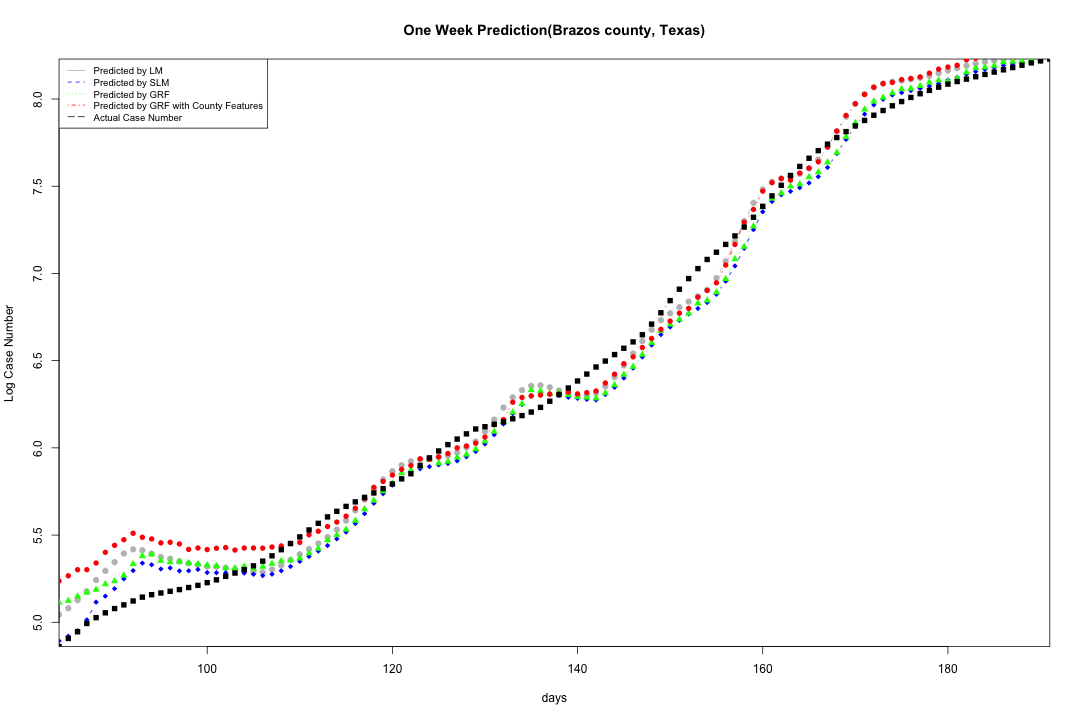 One Week Prediction(Brazos county, Texas)
Predicted by LM
Predicted by SLM
Predicted by GRF
Predicted by GRF with County Features
Actual Case Number
8.0
7.5
7.0
6.5
6.0
5.5
5.0
Log Case Number
100 120 140 160 180
days